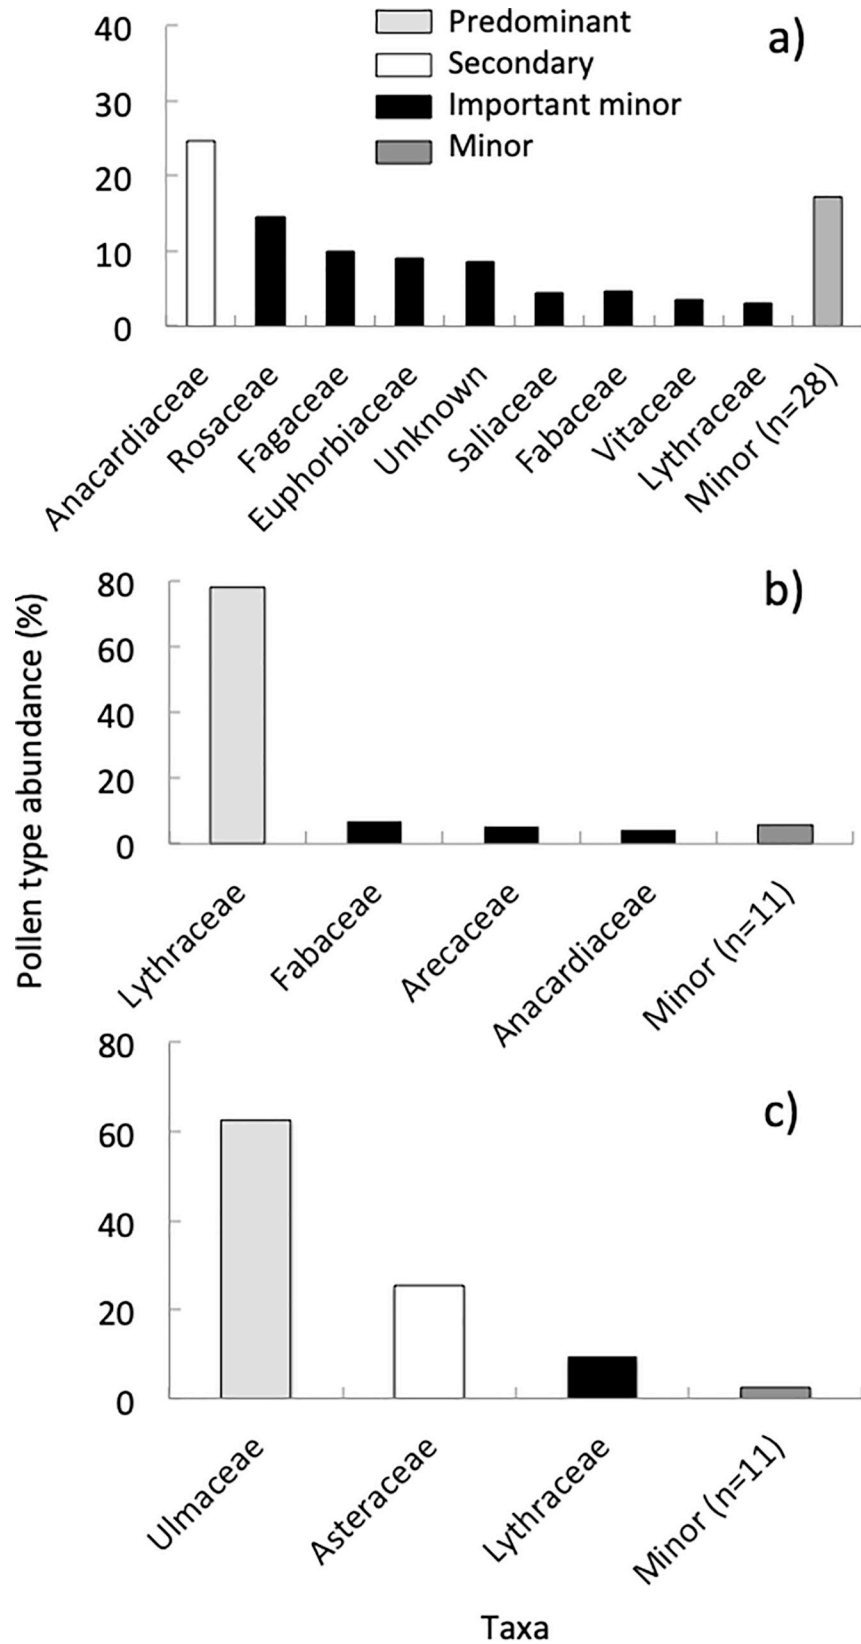 Predominant
Secondary
Important minor
Minor
a)
40
30
20
10
0
Anacardiaceae
Rosaceae
Fagaceae
Euphorbiaceae
Unknown
Saliaceae
Fabaceae
Vitaceae
Lythraceae
Minor (n=28)
Pollen type abundance (%)
b)
80
60
40
20
0
Lythraceae
Fabaceae
Arecaceae
Anacardiaceae
Minor (n=11)
c)
80
60
40
20
0
Ulmaceae
Asteraceae
Lythraceae
Minor (n=11)
Taxa